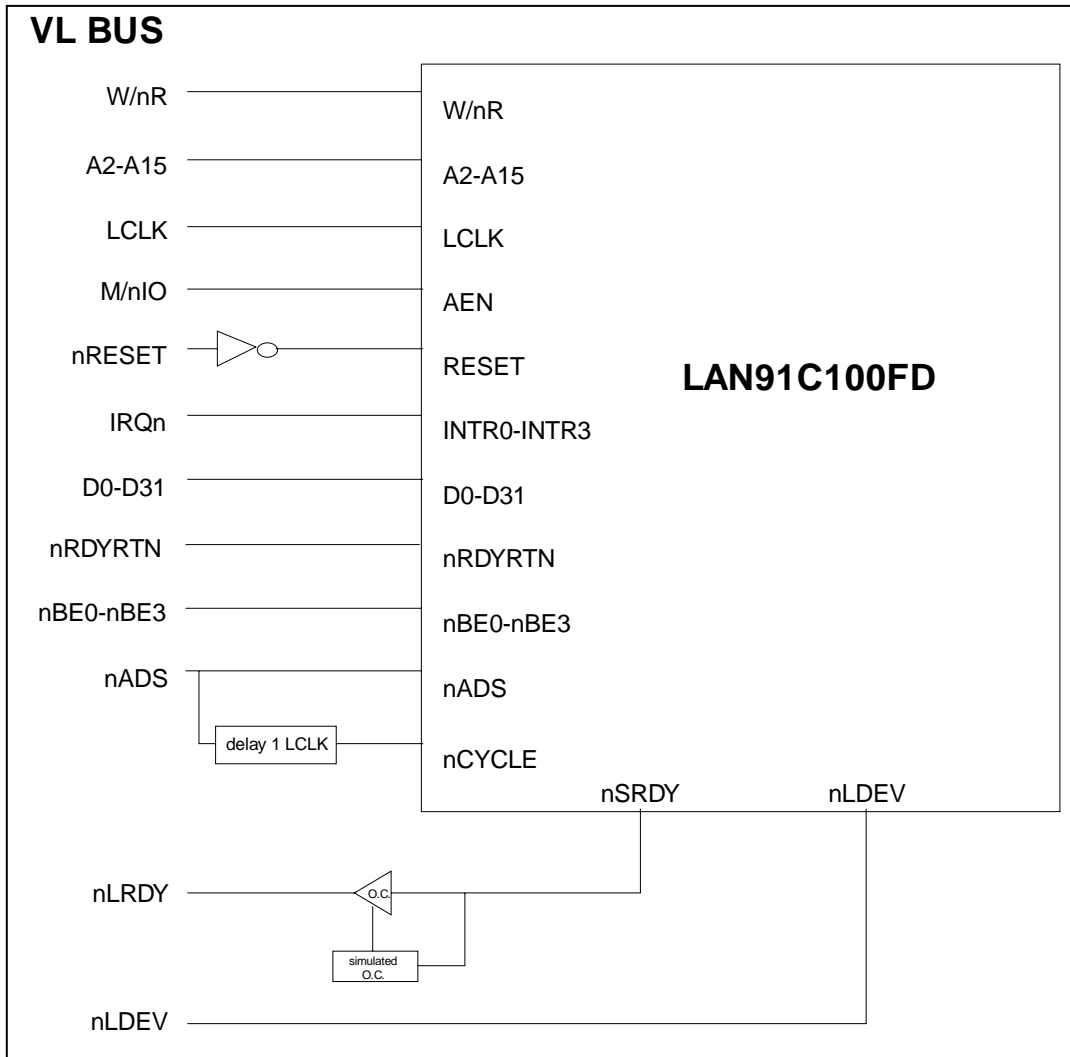 VL BUS
W/nR
W/nR
A2-A15
A2-A15
LCLK
LCLK
M/nIO
AEN
nRESET
RESET
LAN91C100FD
IRQn
INTR0-INTR3
D0-D31
D0-D31
nRDYRTN
nRDYRTN
nBE0-nBE3
nBE0-nBE3
nADS
nADS
delay 1 LCLK
nCYCLE
nSRDY
nLDEV
nLRDY
O.C.
simulated
O.C.
nLDEV